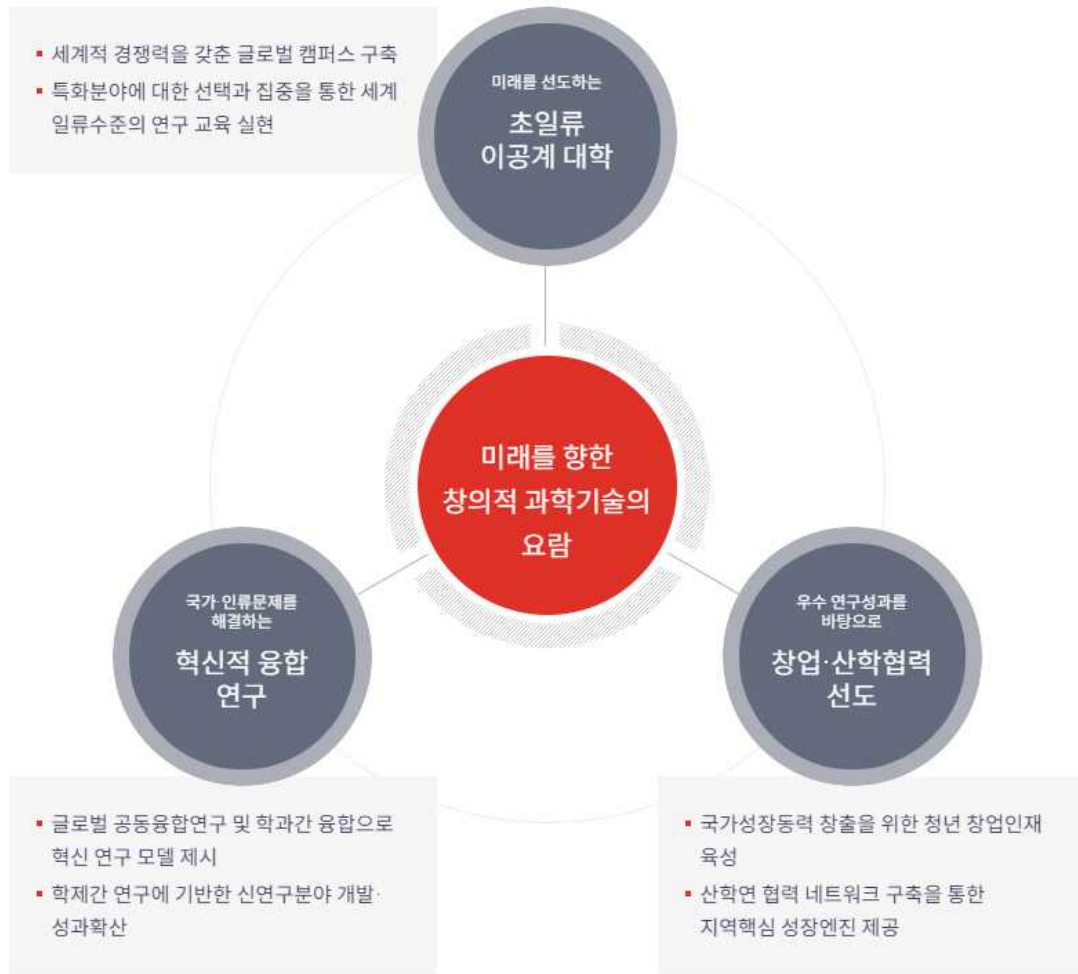 세계적 경쟁력을 갖춘 글로벌 캠퍼스 구축
특화분야에 대한 선택과 집중을 통한 세계
일류수준의 연구 교육 실현
미래를 선도하는
초일류
이공계 대학
미래를 향한
창의적 과학기술의
요람
국가·인류문제를
해결하는
혁신적 융합
연구
우수 연구성과를
바탕으로
창업·산학협력
선도
글로벌 공동융합연구 및 학과간 융합으로
혁신 연구 모델 제시
학제간 연구에 기반한 신연구분야 개발·
성과확산
국가성장동력 창출을 위한 청년 창업인재
육성
산학연 협력 네트워크 구축을 통한
지역핵심 성장엔진 제공